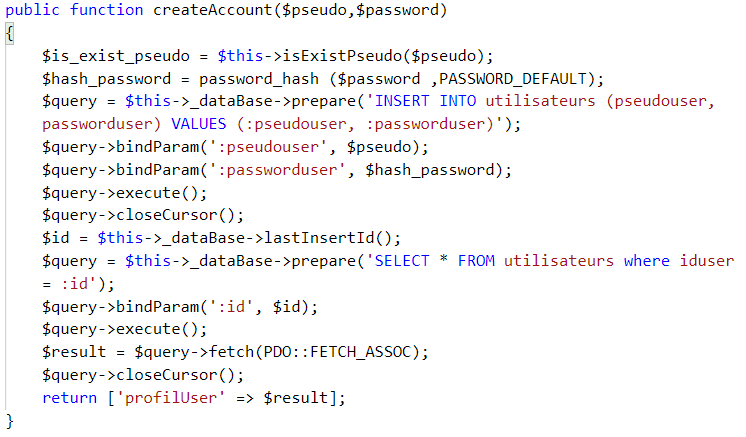 public function createAccount($pseudo,$password)
{
$is_exist_pseudo = $this->isExistPseudo($pseudo);
$hash_password = password_hash ($password ,PASSWORD_DEFAULT);
$query = $this->_dataBase->prepare('INSERT INTO utilisateurs (pseudouser,
passworduser) VALUES (:pseudouser, :passworduser)');
$query->bindParam(':pseudouser', $pseudo);
$query->bindParam(':passworduser', $hash_password);
$query->execute();
$query->closeCursor();
$id = $this->_dataBase->lastInsertId();
$query = $this->_dataBase->prepare('SELECT * FROM utilisateurs where iduser
= :id');
$query->bindParam(':id', $id);
$query->execute();
$result = $query->fetch(PDO::FETCH_ASSOC);
$query->closeCursor();
return ['profilUser' => $result];
}